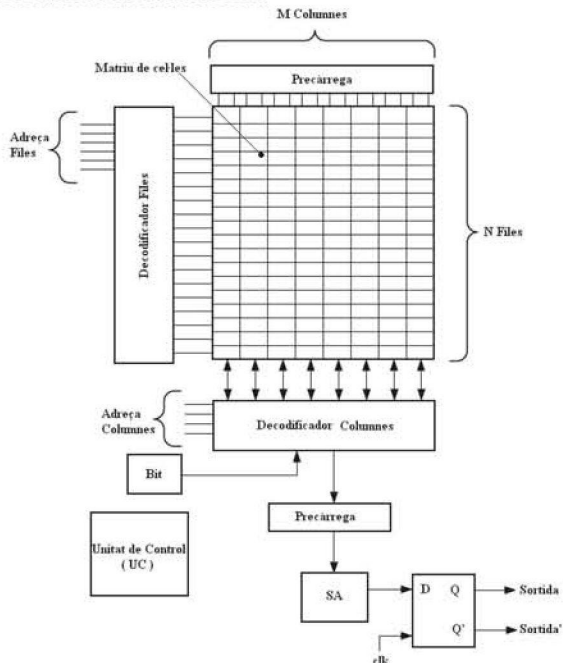 M Columnes
Matriu de cel·les
Precàrrega
Adreça
Files
Decodificador Files
N Files
Adreça
Columnes
Decodificador Columnes
Bit
Precàrrega
Unitat de Control
( UC )
SA
D Q
Q'
Sortida
Sortida'
clk